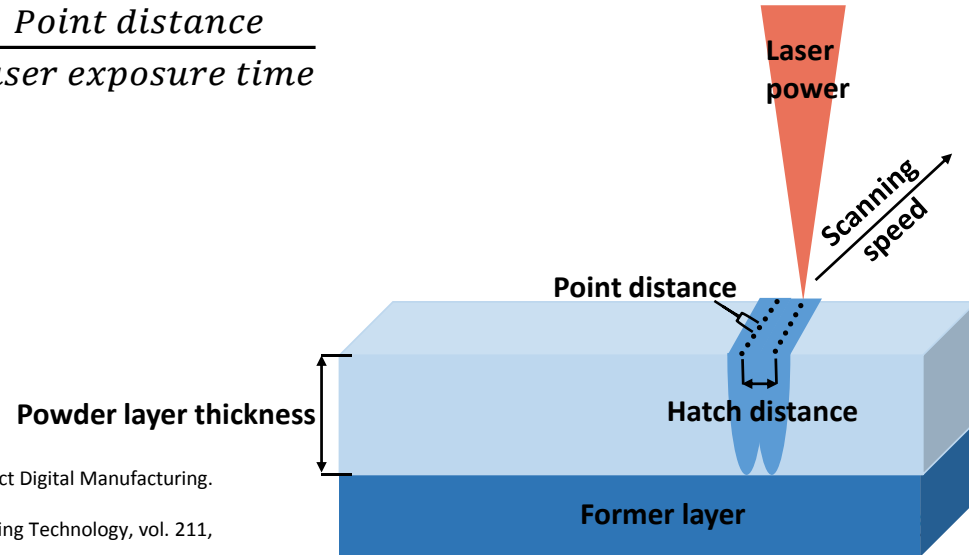 Point distance
ser exposure time
Laser
power
Scanning
speed
Point distance
Powder layer thickness
Hatch distance
ct Digital Manufacturing.
Former layer
ing Technology, vol. 211,